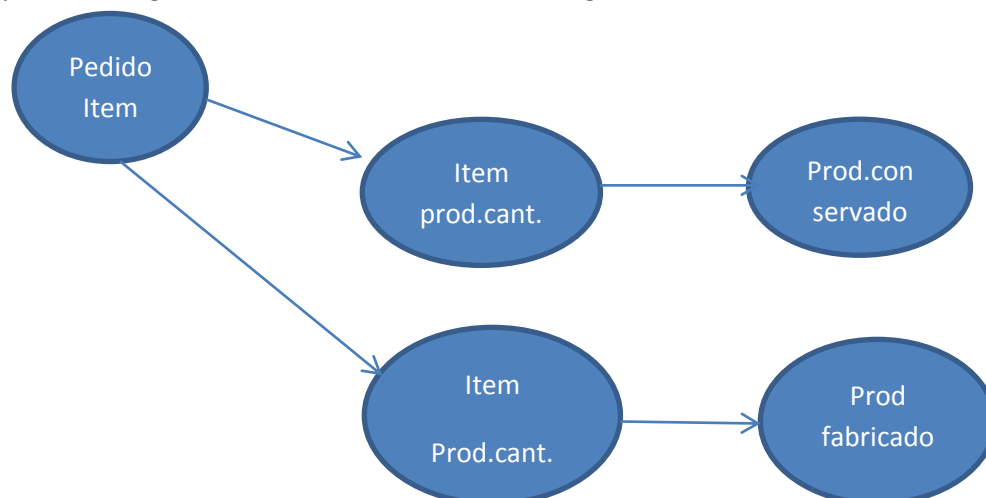 Pedido
Item
Item
prod.cant.
Prod.con
servado
Item
Prod.cant.
Prod
fabricado